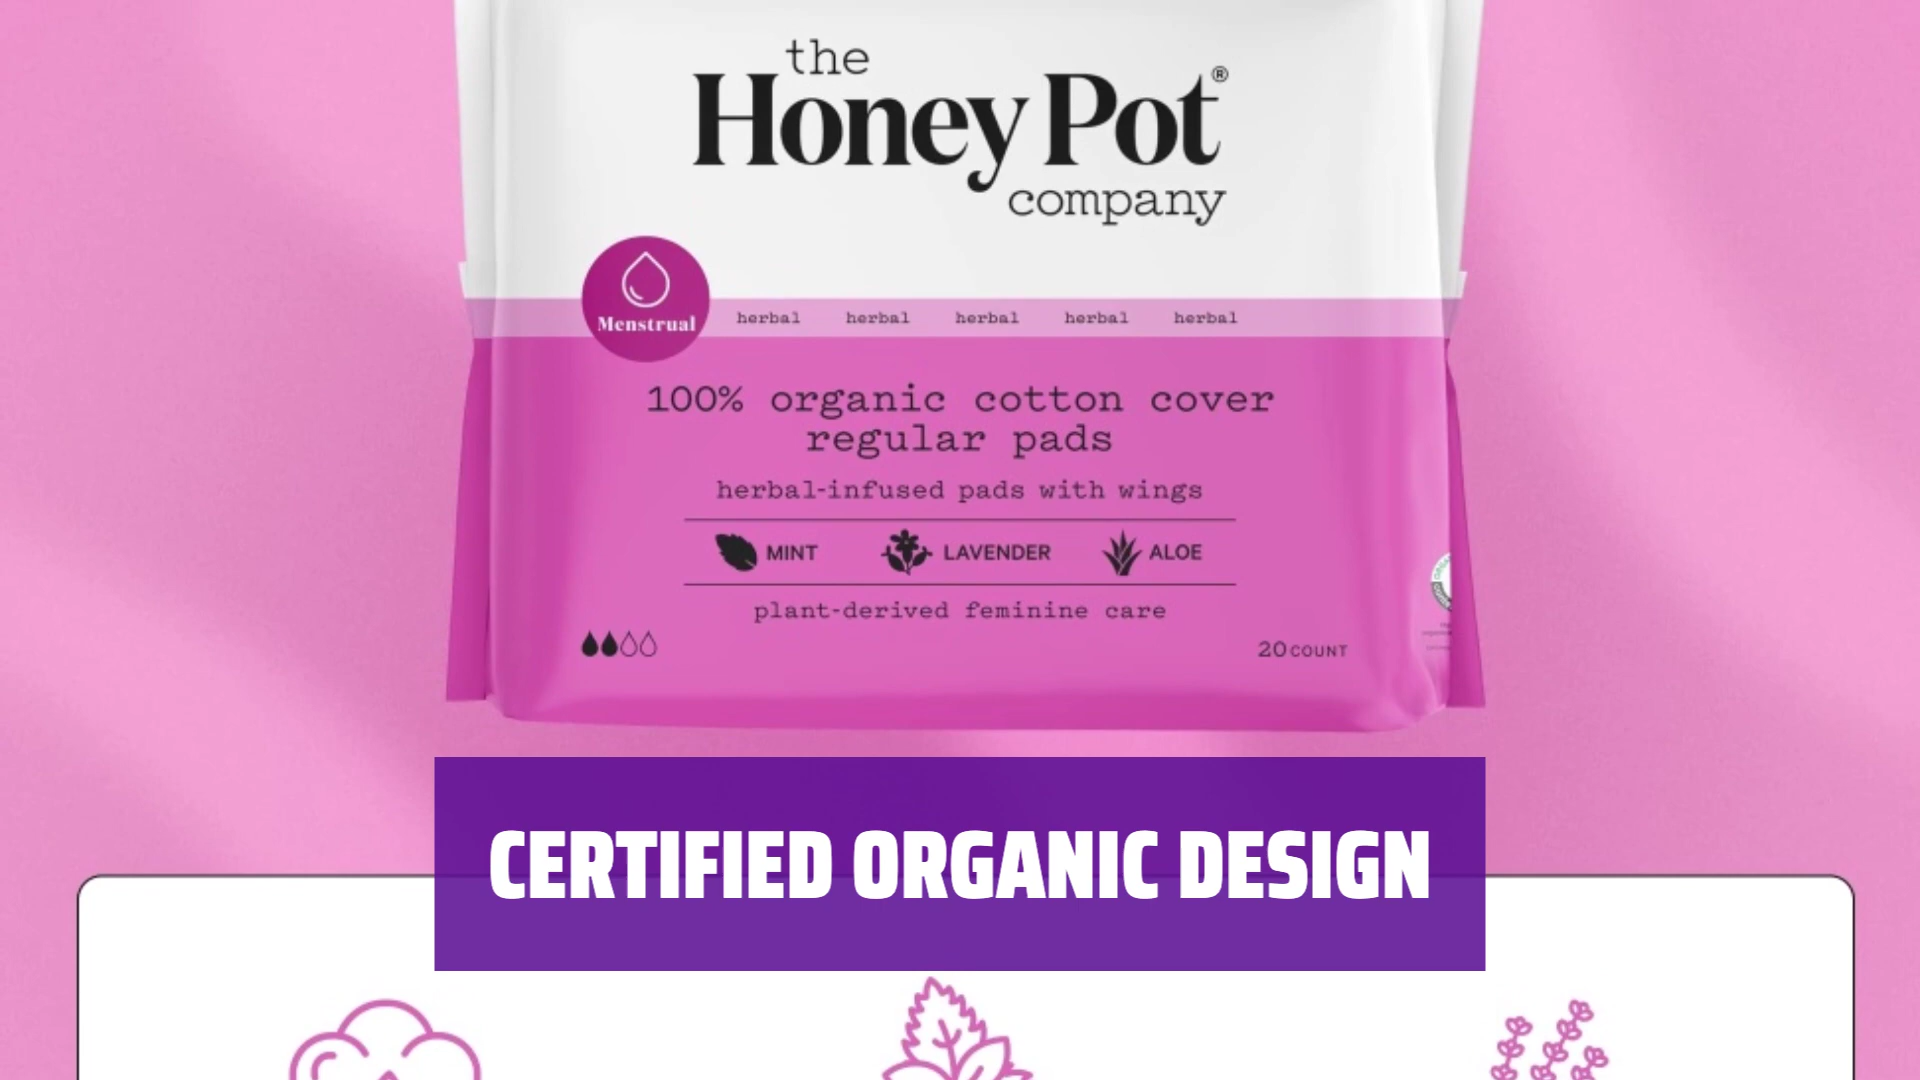 the
Honey Pot®
company
Menstrual
herbal herbal herbal herbal herbal
100% organic cotton cover
regular pads
herbal-infused pads with wings
MINT LAVENDER ALOE
plant-derived feminine care
20 COUNT
CERTIFIED ORGANIC DESIGN